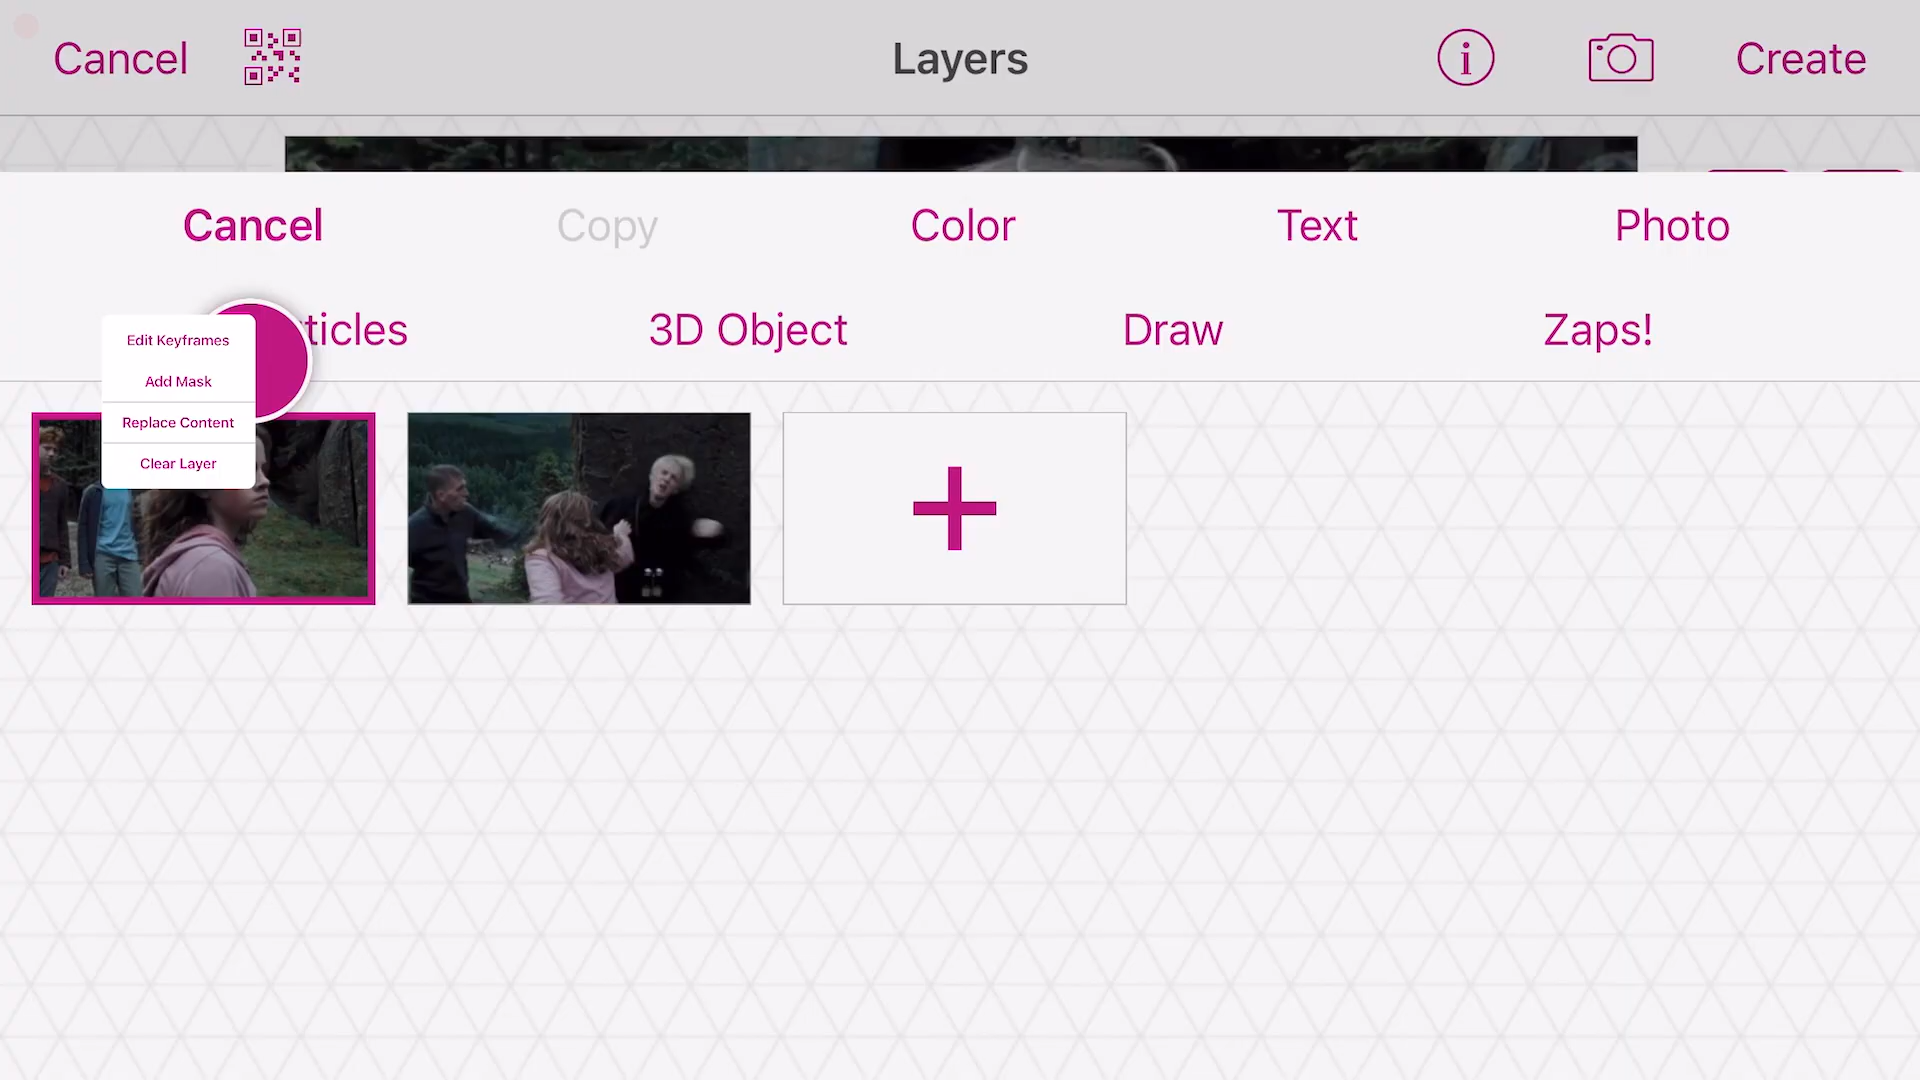 Cancel
Layers
Create
Cancel
Copy
Color
Text
Photo
ticles
3D Object
Draw
Zaps!
Edit Keyframes
Add Mask
Replace Content
Clear Layer